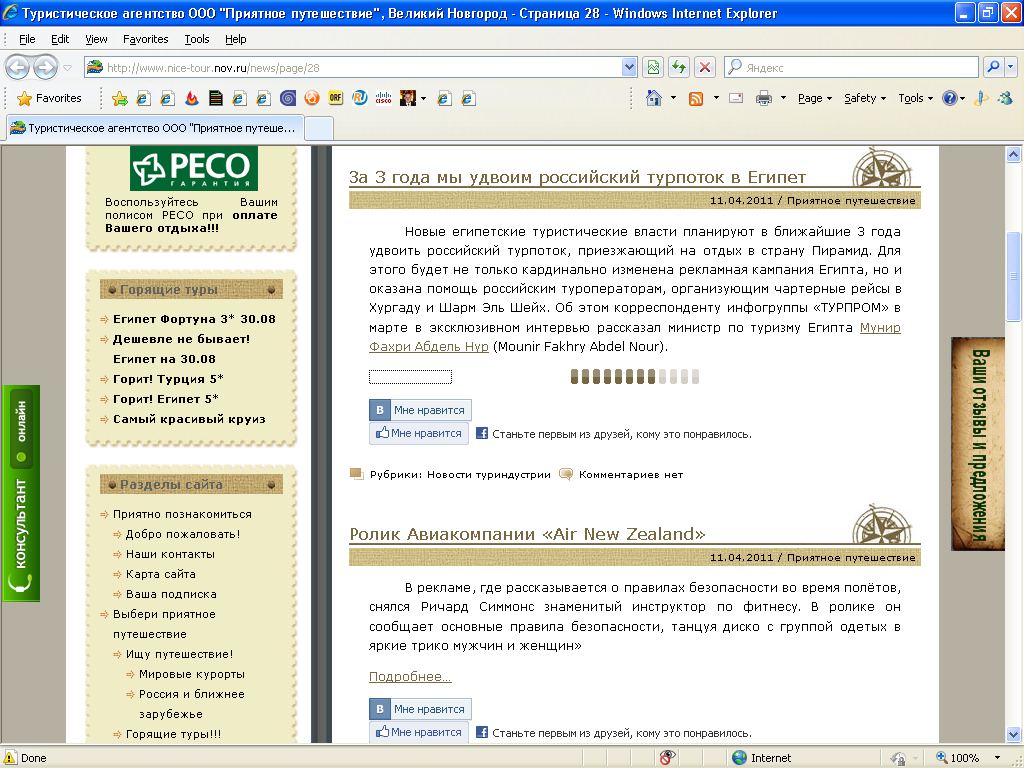 Туристическое агентство ООО "Приятное путешествие", Великий Новгород - Страница 28 - Windows Internet Explorer
File Edit View Favorites Tools Help
http://www.nice-tour.nov.ru/news/page/28
Яндекс
Favorites
ORF
cisco
Page Safety Tools
Туристическое агентство ООО "Приятное путеше...
РЕСО
ГАРАНТИЯ
Воспользуйтесь Вашим
полисом РЕСО при оплате
Вашего отдыха!!!
Горящие туры
Египет Фортуна 3* 30.08
Дешевле не бывает!
Египет на 30.08
Горит! Турция 5*
Горит! Египет 5*
Самый красивый круиз
Разделы сайта
Приятно познакомиться
Добро пожаловать!
Наши контакты
Карта сайта
Ваша подписка
Выбери приятное
путешествие
Ищу путешествие!
Мировые курорты
Россия и ближнее
зарубежье
Горящие туры!!!
онлайн
консультант
За 3 года мы удвоим российский турпоток в Египет
11.04.2011 / Приятное путешествие
Новые египетские туристические власти планируют в ближайшие 3 года
удвоить российский турпоток, приезжающий на отдых в страну Пирамид. Для
этого будет не только кардинально изменена рекламная кампания Египта, но и
оказана помощь российским туроператорам, организующим чартерные рейсы в
Хургаду и Шарм Эль Шейх. Об этом корреспонденту инфогруппы «ТУРПРОМ» в
марте в эксклюзивном интервью рассказал министр по туризму Египта Мунир
Фахри Абдель Нур (Mounir Fakhry Abdel Nour).
В Мне нравится
Мне нравится Станьте первым из друзей, кому это понравилось.
Рубрики: Новости туриндустрии Комментариев нет
Ролик Авиакомпании «Air New Zealand»
11.04.2011 / Приятное путешествие
В рекламе, где рассказывается о правилах безопасности во время полётов,
снялся Ричард Симмонс знаменитый инструктор по фитнесу. В ролике он
сообщает основные правила безопасности, танцуя диско с группой одетых в
яркие трико мужчин и женщин»
Подробнее...
В Мне нравится
Мне нравится Станьте первым из друзей, кому это понравилось.
Ваши отзывы и предложения
Done
Internet
100%